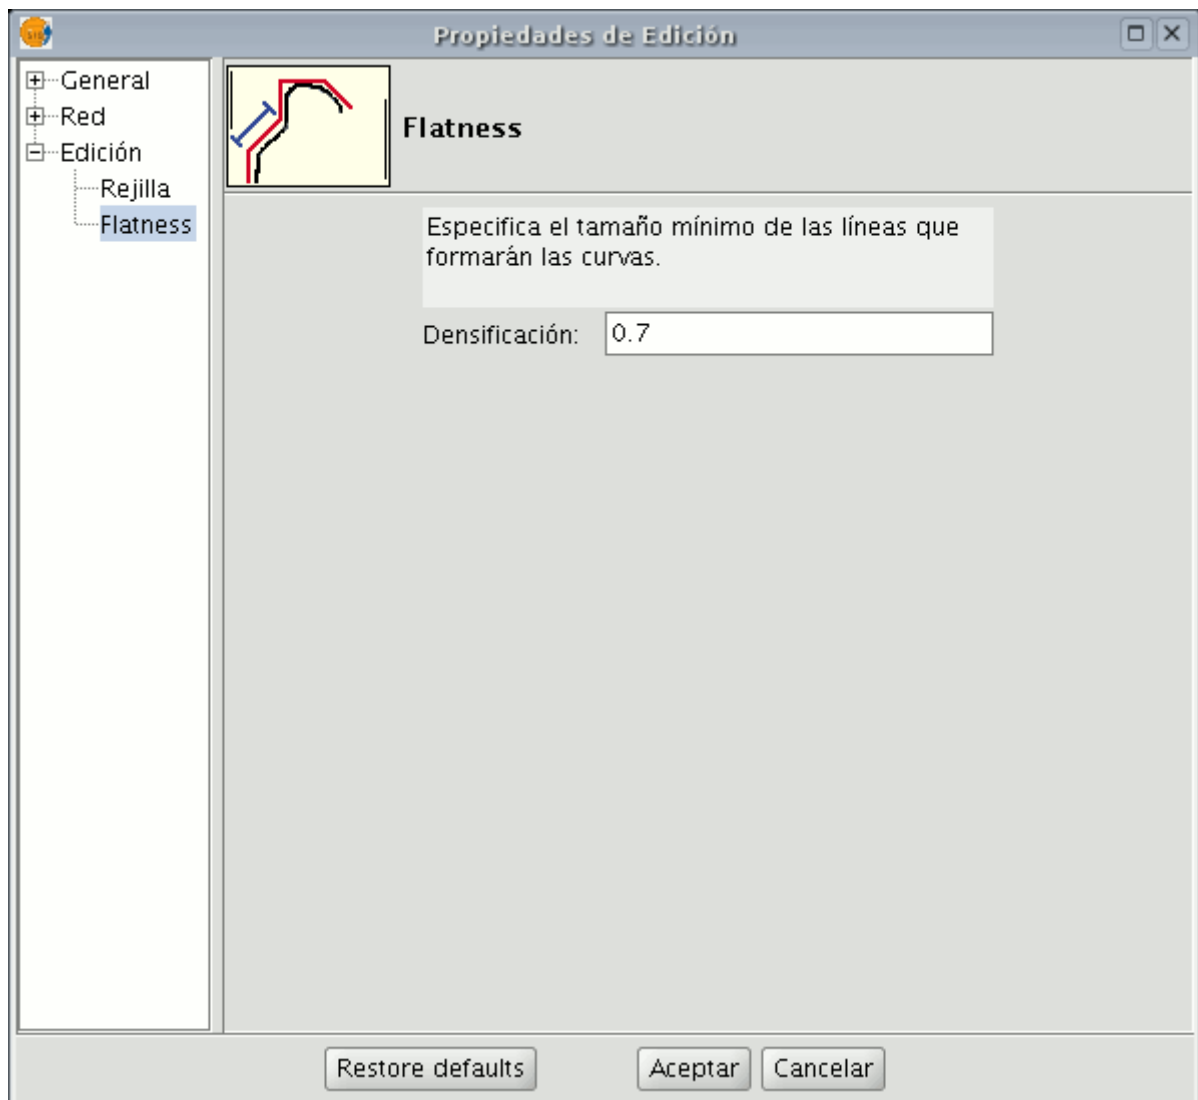 Propiedades de Edición
General
Red
Edición
Rejilla
Flatness
Flatness
Especifica el tamaño mínimo de las líneas que
formarán las curvas.
Densificación: 0.7
Restore defaults Aceptar Cancelar